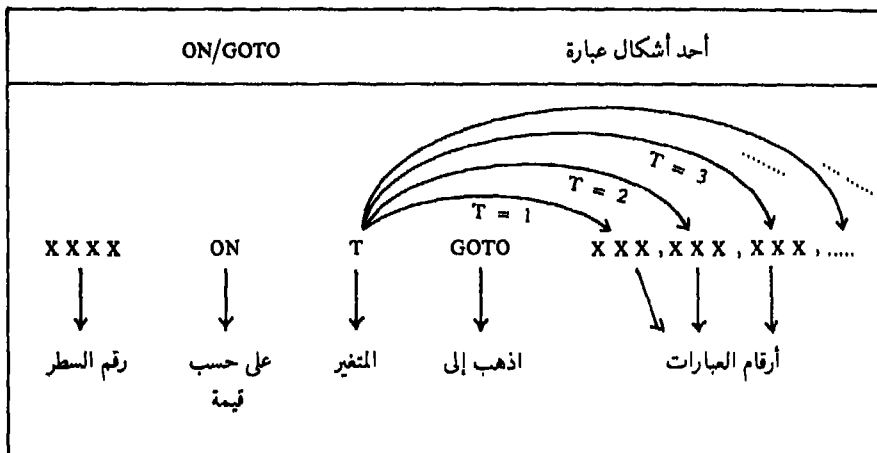 أحد أشكال عبارة ON/GOTO
T = 3
T = 2
T = 1
XXXX ON T GOTO XXX,XXX,XXX,.....
رقم السطر على حسب المتغير اذهب إلى أرقام العبارات
قيمة